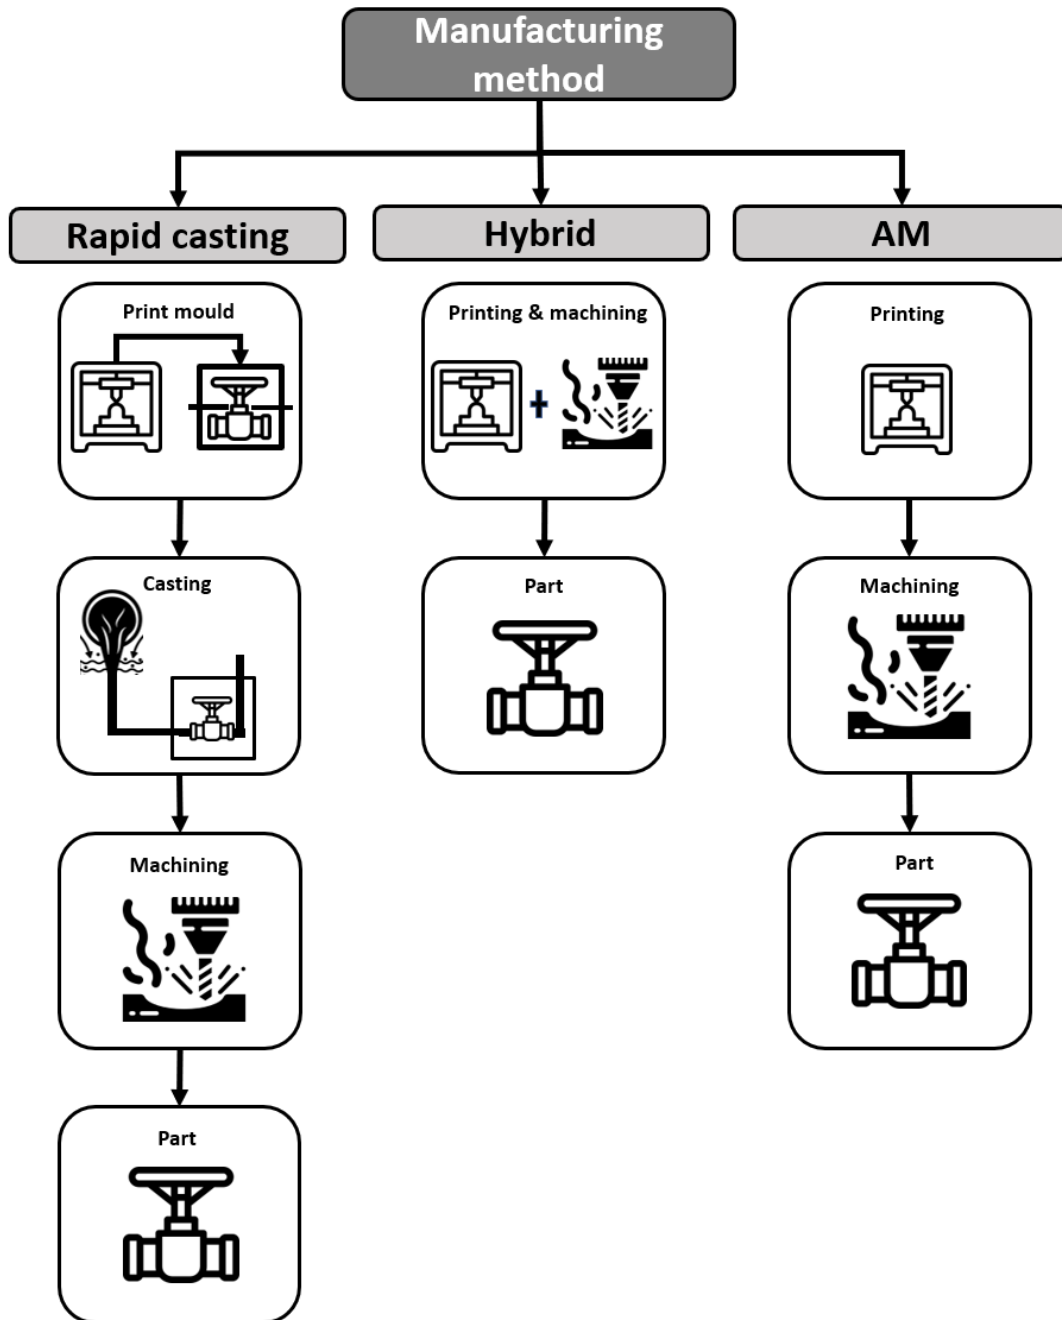 Manufacturing
method
Rapid casting
Hybrid
AM
Print mould
Printing & machining
Printing
Casting
Part
Machining
Machining
Part
Part